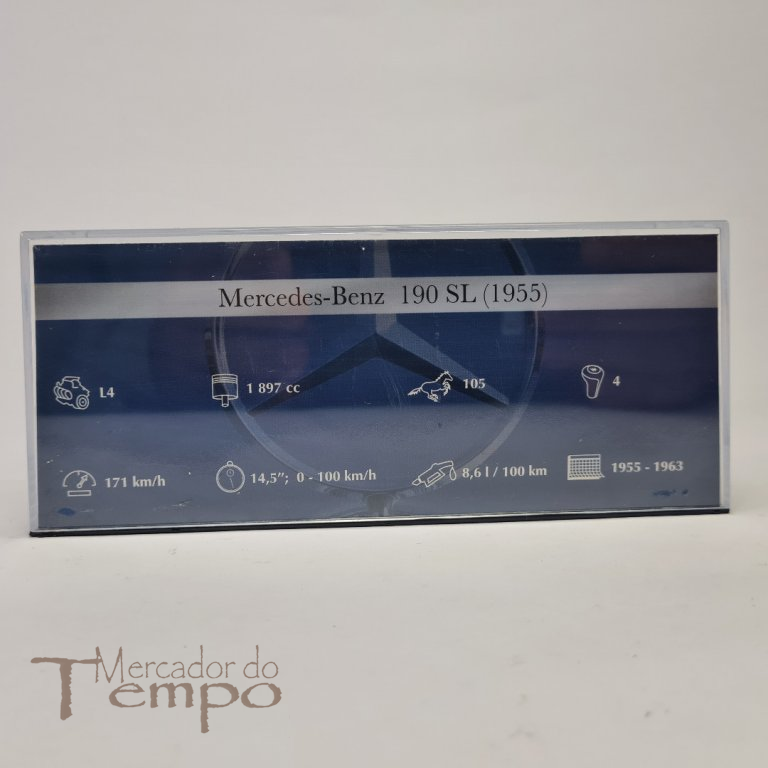 Mercedes-Benz 190 SL (1955)
L4
1 897 cc
105
4
171 km/h
14,5”; 0 - 100 km/h
8,6 l / 100 km
1955 - 1963
Mercador do
Tempo